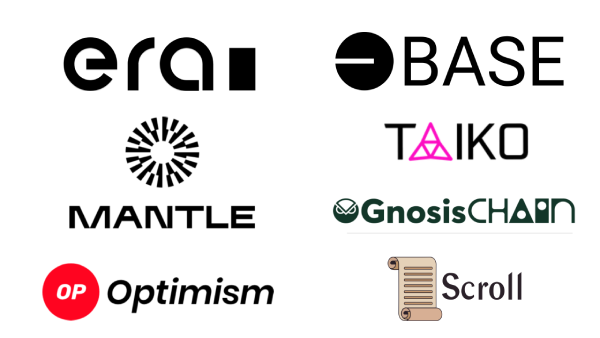 era
BASE
MANTLE
TAIKO
GnosisCHAIN
OP Optimism
Scroll